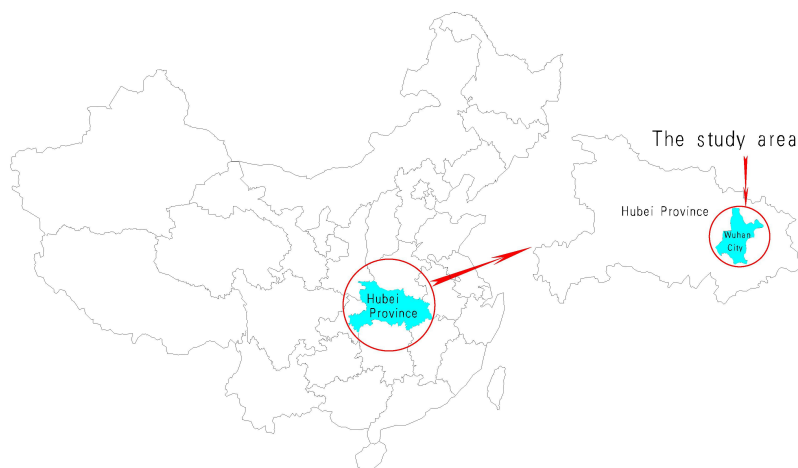 The study area
Hubei Province
Wuhan
City
Hubei
Province